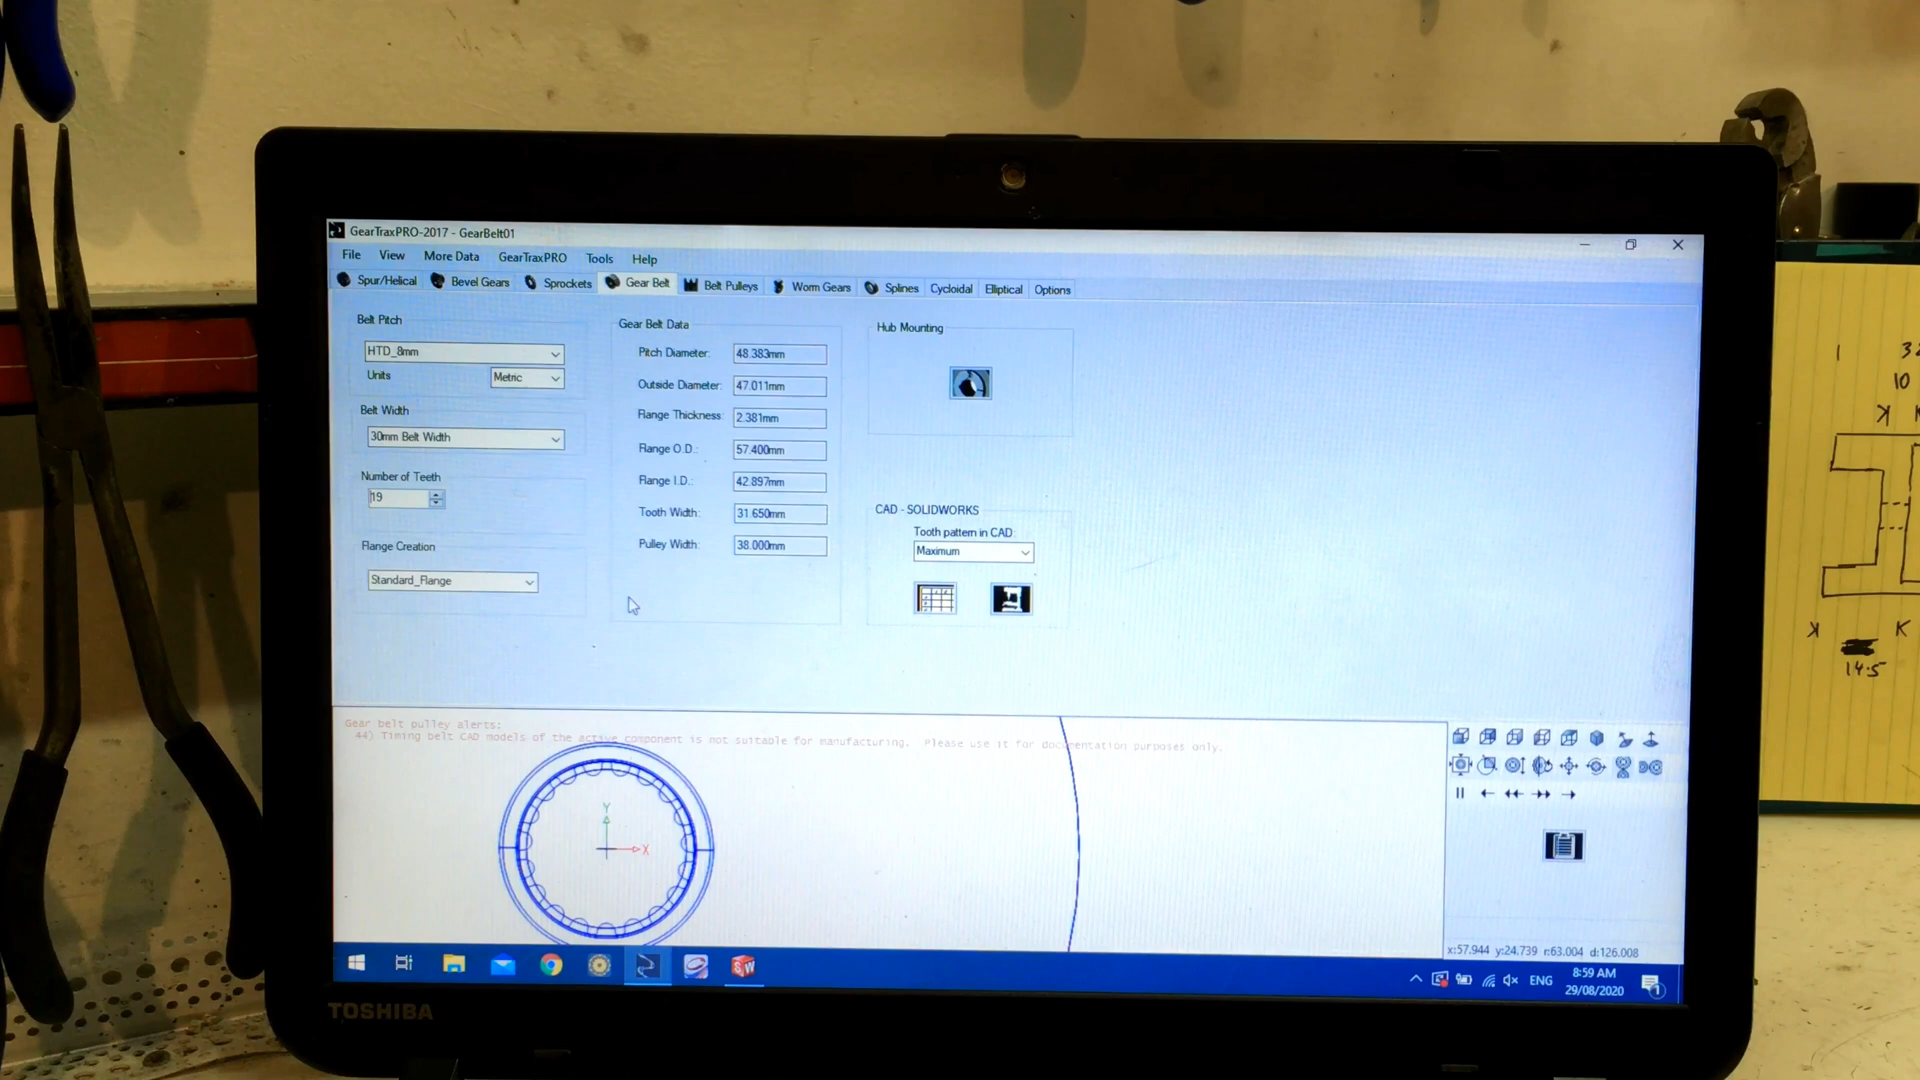 GearTraxPRO-2017 - GearBelt01
File View More Data GearTraxPRO Tools Help
Spur/Helical Bevel Gears Sprockets Gear Belt Belt Pulleys Worm Gears Splines Cycloidal Elliptical Options
Belt Pitch
HTD_8mm
Units Metric
Belt Width
30mm Belt Width
Number of Teeth
19
Flange Creation
Standard_Flange
Gear Belt Data
Pitch Diameter: 48.383mm
Outside Diameter: 47.011mm
Flange Thickness: 2.381mm
Flange O.D.: 57.400mm
Flange I.D.: 42.897mm
Tooth Width: 31.650mm
Pulley Width: 38.000mm
Hub Mounting
CAD - SOLIDWORKS
Tooth pattern in CAD:
Maximum
Gear belt pulley alerts:
44) Timing belt CAD models of the active component is not suitable for manufacturing. Please use it for documentation purposes only.
Y
X
x:57.944 y:24.739 r:63.004 d:126.008
SW
ENG
8:59 AM
29/08/2020
1
TOSHIBA
1
10
K
K
14.5